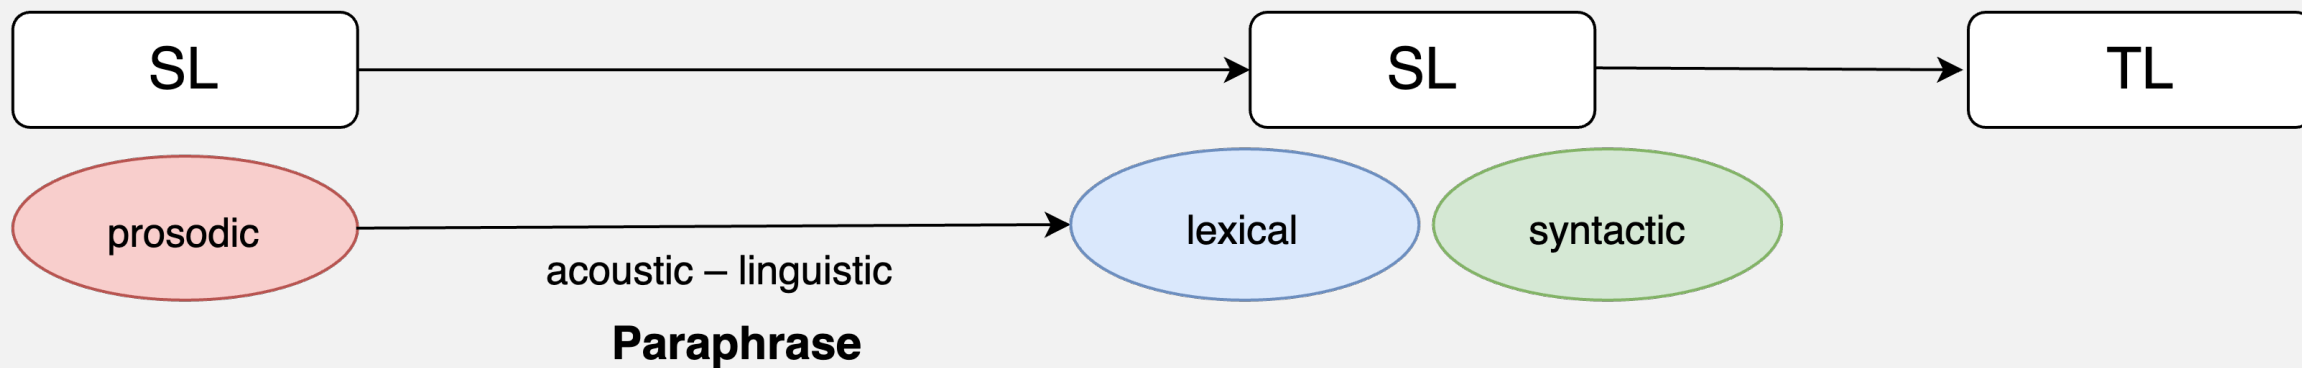 SL
SL
TL
prosodic
lexical
syntactic
acoustic – linguistic
Paraphrase